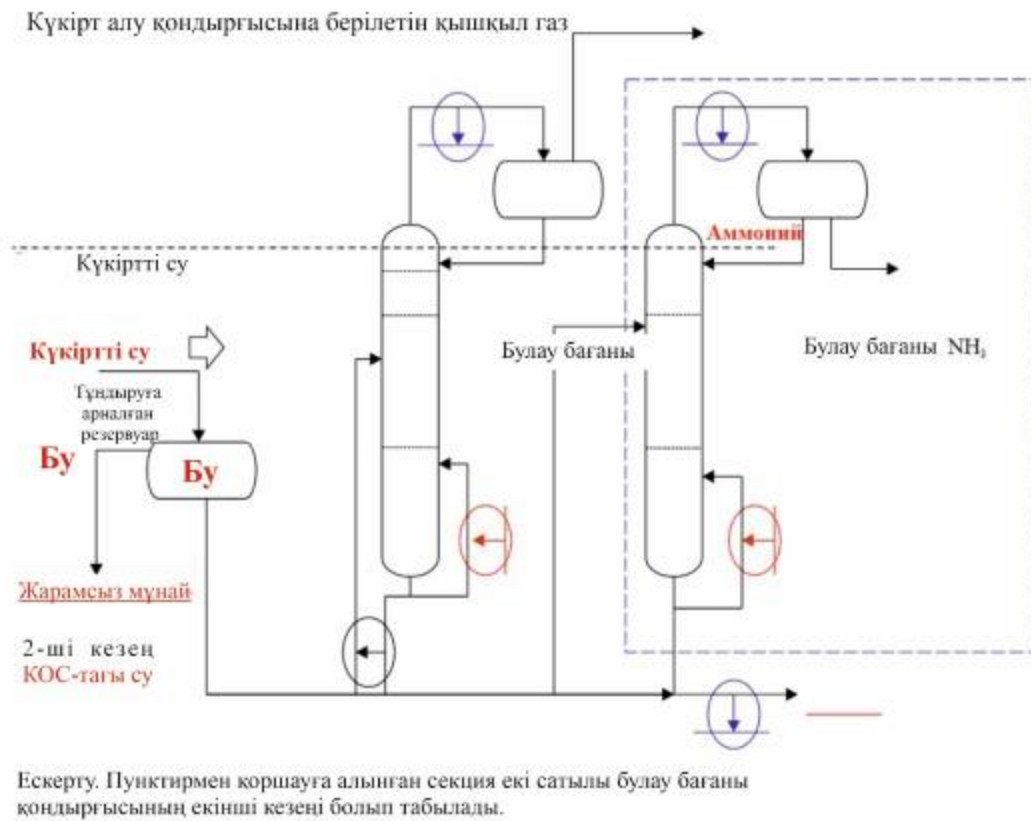 Күкірт алу қондырғысына берілетін қышқыл газ
Аммоний
Күкіртті су
Күкіртті су
Булау бағаны
Булау бағаны NH₃
Тұндыруға
арналған
резервуар
Бу
Бу
Жарамсыз мұнай
2-ші кезең
КОС-тағы су
Ескерту. Пунктирмен қоршауға алынған секция екі сатылы булау бағаны
қондырғысының екінші кезеңі болып табылады.